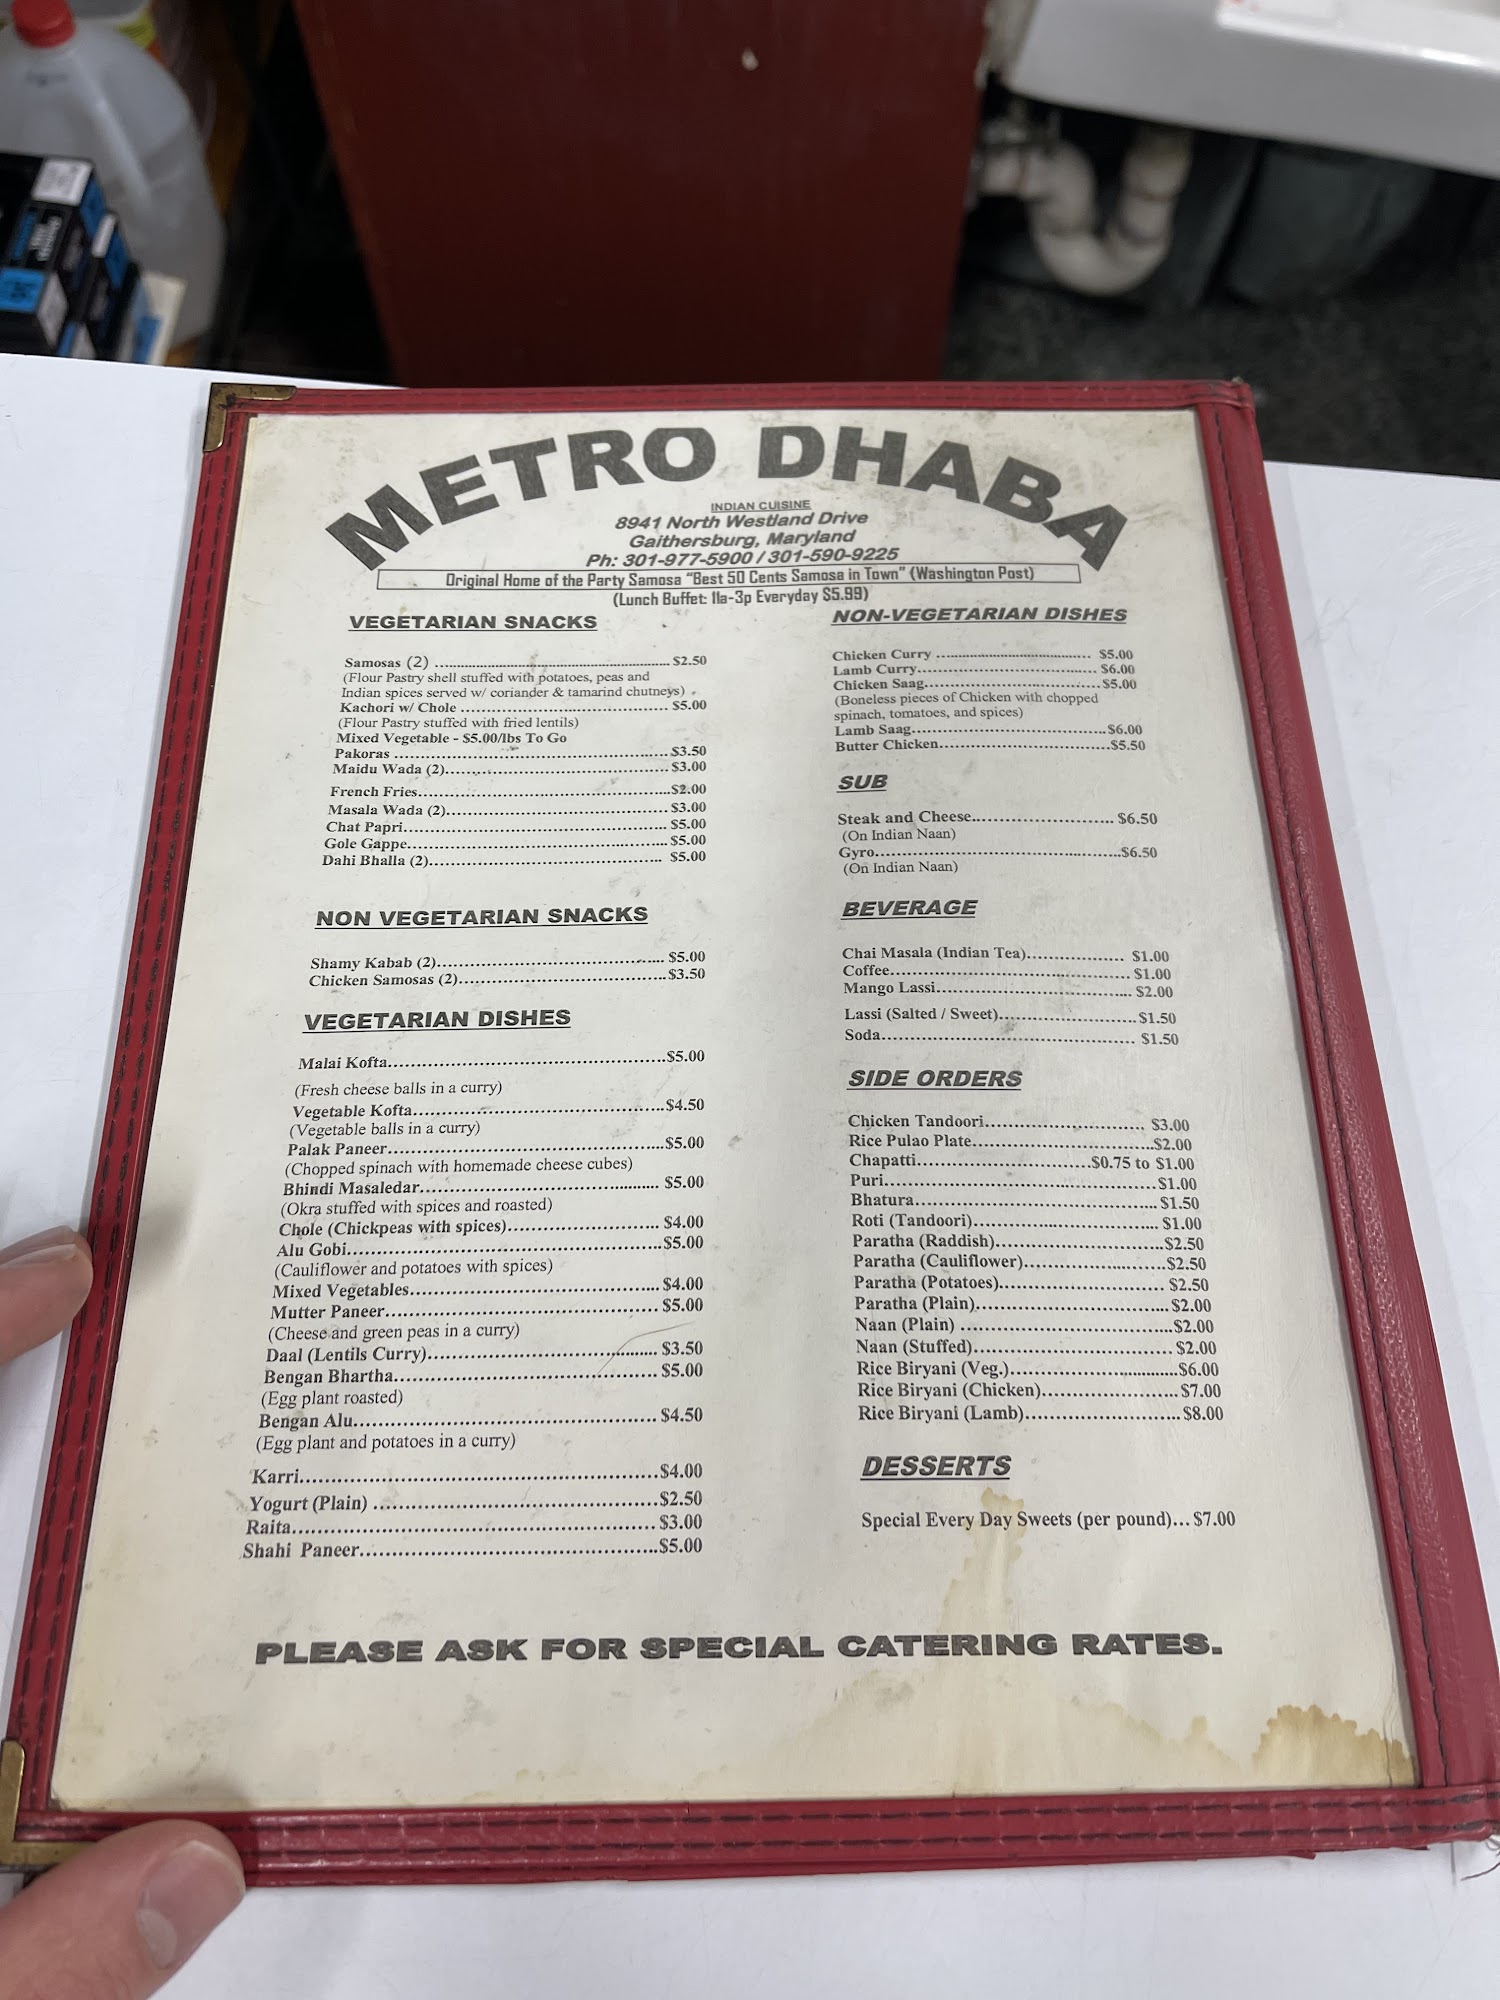 METRO DHABA
INDIAN CUISINE
8941 North Westland Drive
Gaithersburg, Maryland
Ph: 301-977-5900 / 301-590-9225
Original Home of the Party Samosa "Best 50 Cents Samosa in Town" (Washington Post)
(Lunch Buffet: 11a-3p Everyday $5.99)
VEGETARIAN SNACKS
Samosas (2) ........ $2.50
(Flour Pastry shell stuffed with potatoes, peas and
Indian spices served w/ coriander & tamarind chutneys)
Kachori w/ Chole ........ $5.00
(Flour Pastry stuffed with fried lentils)
Mixed Vegetable - $5.00/lbs To Go
Pakoras ........ $3.50
Maidu Wada (2)........ $3.00
French Fries........$2.00
Masala Wada (2)........ $3.00
Chat Papri........ $5.00
Gole Gappe........ $5.00
Dahi Bhalla (2)........ $5.00
NON VEGETARIAN SNACKS
Shamy Kabab (2)........ $5.00
Chicken Samosas (2)........$3.50
VEGETARIAN DISHES
Malai Kofta........$5.00
(Fresh cheese balls in a curry)
Vegetable Kofta........$4.50
(Vegetable balls in a curry)
Palak Paneer........$5.00
(Chopped spinach with homemade cheese cubes)
Bhindi Masaledar........ $5.00
(Okra stuffed with spices and roasted)
Chole (Chickpeas with spices)........ $4.00
Alu Gobi........$5.00
(Cauliflower and potatoes with spices)
Mixed Vegetables........ $4.00
Mutter Paneer........ $5.00
(Cheese and green peas in a curry)
Daal (Lentils Curry)........ $3.50
Bengan Bhartha........ $5.00
(Egg plant roasted)
Bengan Alu........ $4.50
(Egg plant and potatoes in a curry)
Karri........$4.00
Yogurt (Plain) ........$2.50
Raita........ $3.00
Shahi Paneer........$5.00
NON-VEGETARIAN DISHES
Chicken Curry ........ $5.00
Lamb Curry........ $6.00
Chicken Saag........$5.00
(Boneless pieces of Chicken with chopped
spinach, tomatoes, and spices)
Lamb Saag........$6.00
Butter Chicken........$5.50
SUB
Steak and Cheese........ $6.50
(On Indian Naan)
Gyro........$6.50
(On Indian Naan)
BEVERAGE
Chai Masala (Indian Tea)........ $1.00
Coffee........ $1.00
Mango Lassi........ $2.00
Lassi (Salted / Sweet)........$1.50
Soda........ $1.50
SIDE ORDERS
Chicken Tandoori........ $3.00
Rice Pulao Plate........$2.00
Chapatti........$0.75 to $1.00
Puri........$1.00
Bhatura........ $1.50
Roti (Tandoori)........ $1.00
Paratha (Raddish)........$2.50
Paratha (Cauliflower)........$2.50
Paratha (Potatoes)........ $2.50
Paratha (Plain)........$2.00
Naan (Plain) ........$2.00
Naan (Stuffed)........ $2.00
Rice Biryani (Veg.)........$6.00
Rice Biryani (Chicken)........$7.00
Rice Biryani (Lamb)........$8.00
DESSERTS
Special Every Day Sweets (per pound)... $7.00
PLEASE ASK FOR SPECIAL CATERING RATES.